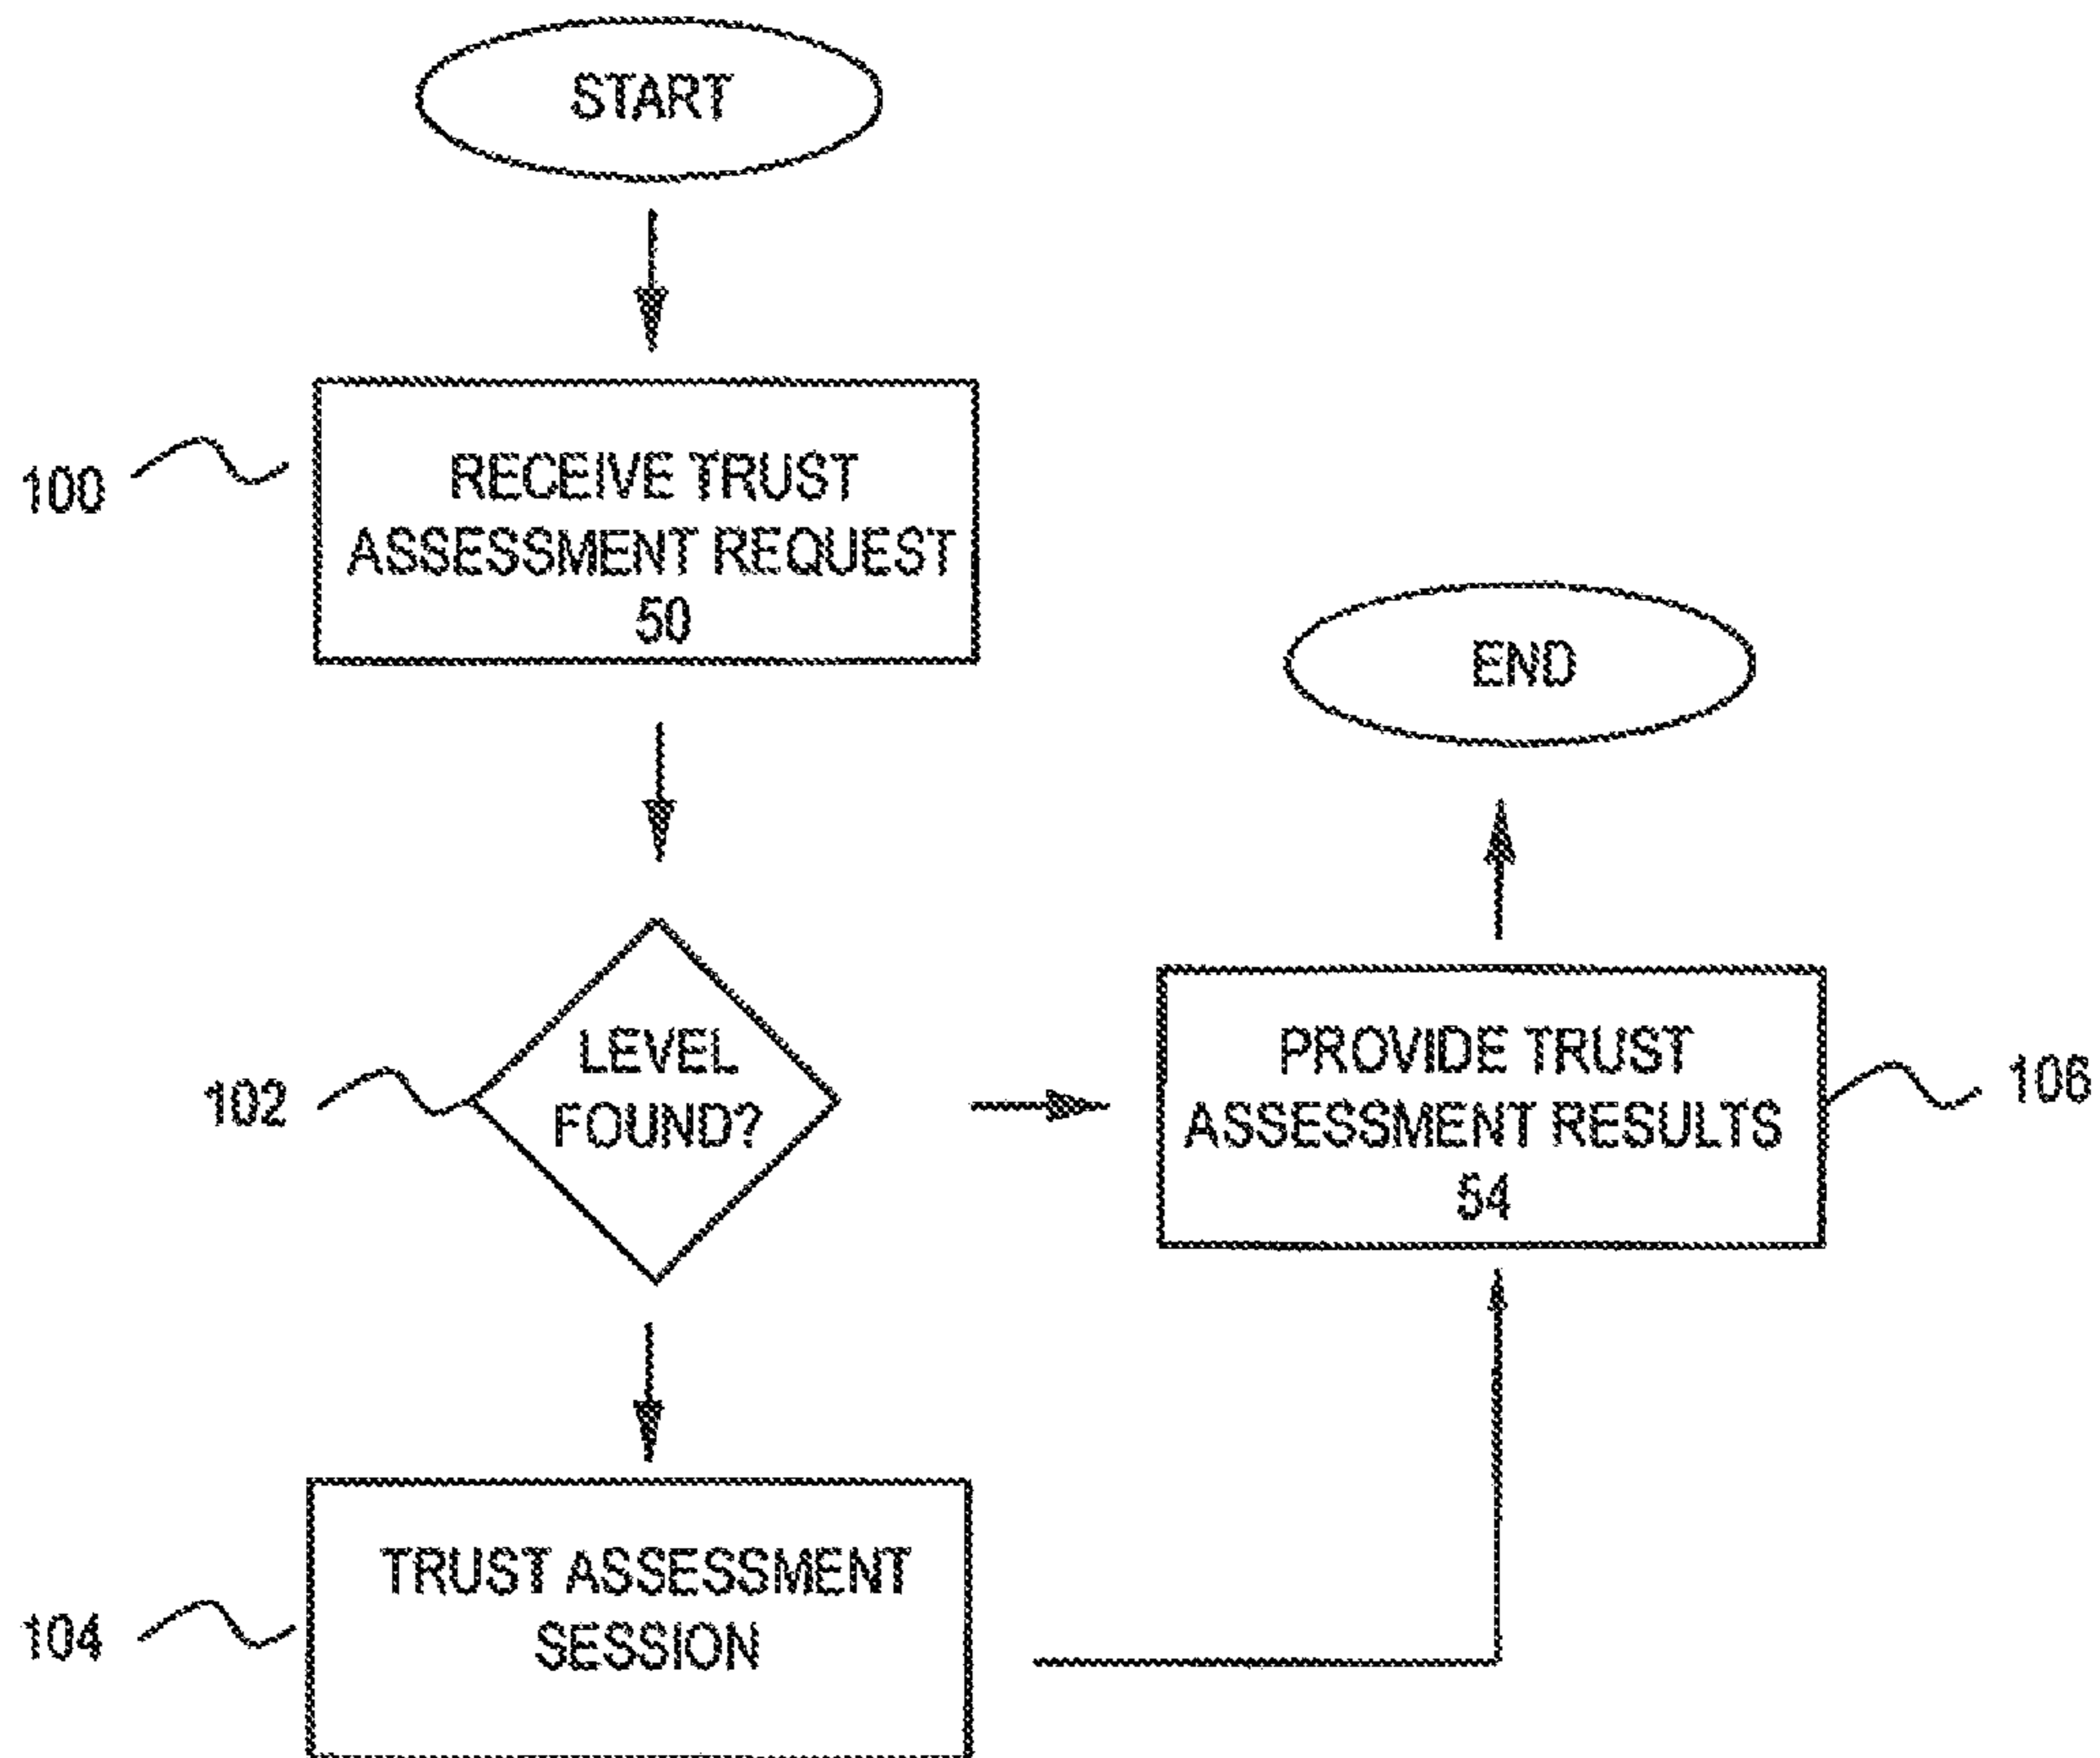 START
100
RECEIVE TRUST
ASSESSMENT REQUEST
50
END
102
LEVEL
FOUND?
PROVIDE TRUST
ASSESSMENT RESULTS
54
106
104
TRUST ASSESSMENT
SESSION